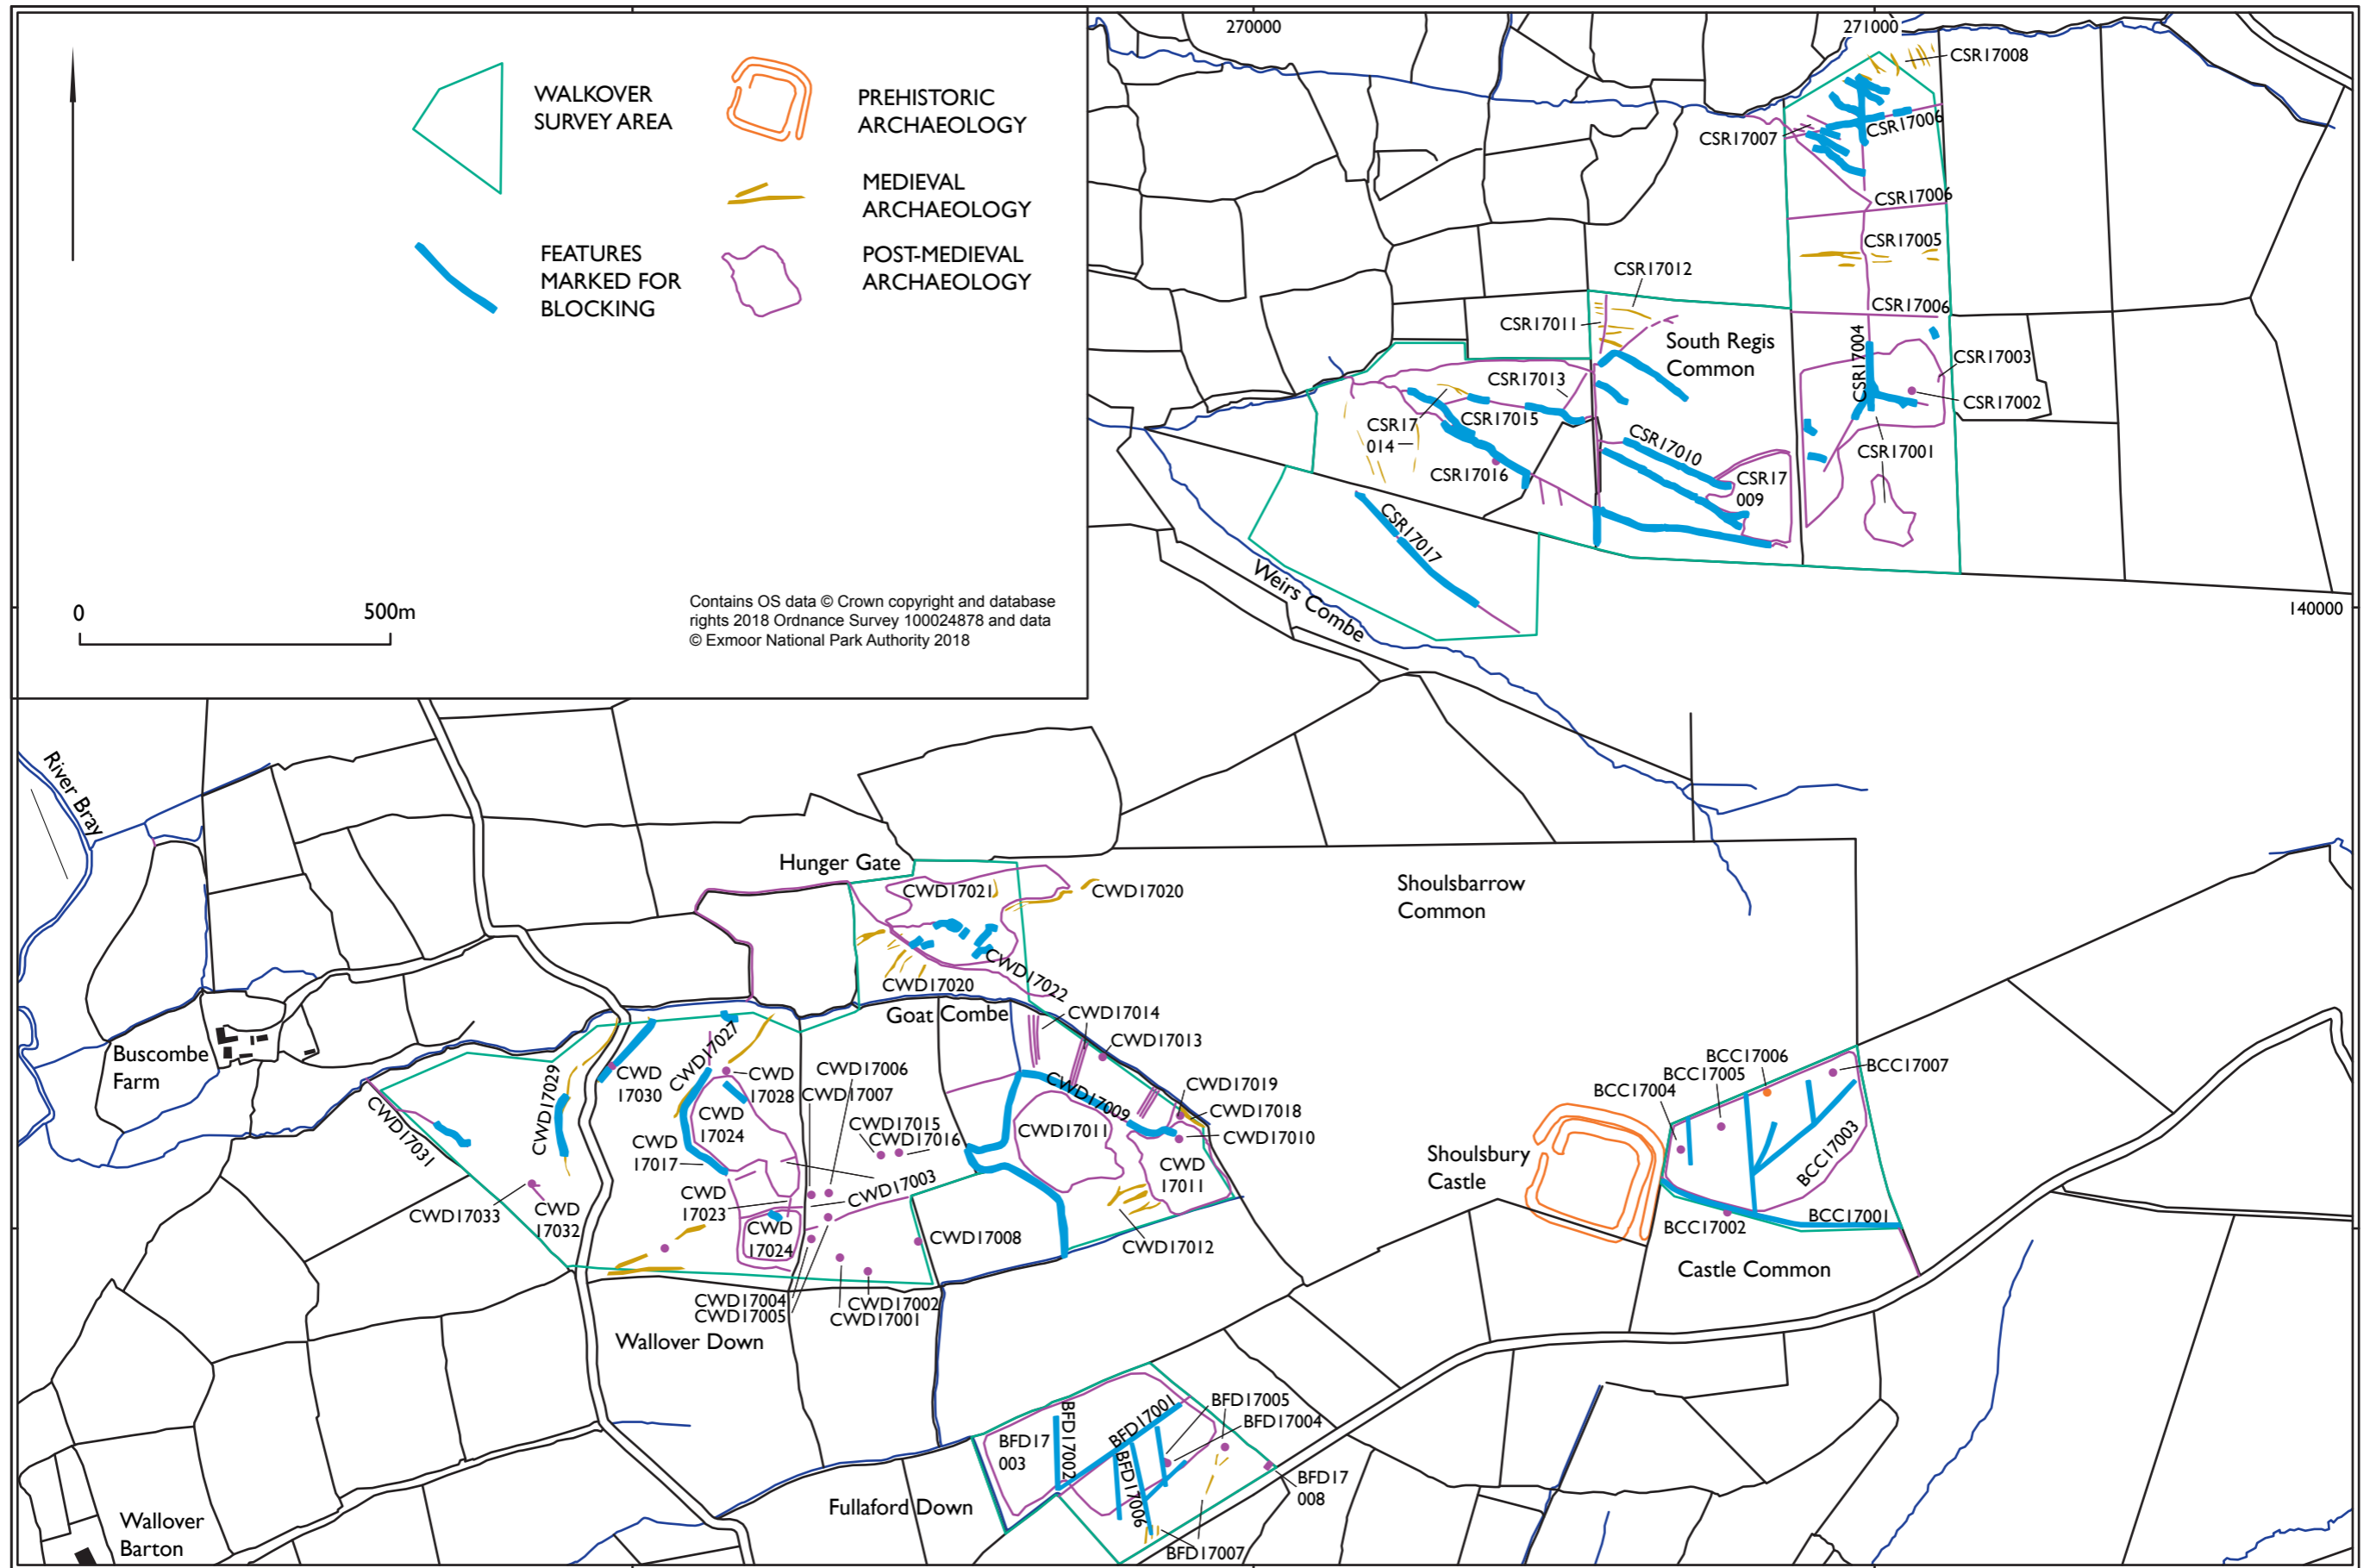 270000
271000
WALKOVER
SURVEY AREA
PREHISTORIC
ARCHAEOLOGY
MEDIEVAL
ARCHAEOLOGY
FEATURES
MARKED FOR
BLOCKING
POST-MEDIEVAL
ARCHAEOLOGY
0
500m
Contains OS data © Crown copyright and database
rights 2018 Ordnance Survey 100024878 and data
© Exmoor National Park Authority 2018
CSR17008
CSR17006
CSR17007
CSR17006
CSR17005
CSR17012
CSR17006
CSR17011
South Regis
Common
CSR17004
CSR17003
CSR17013
CSR17002
CSR17
014
CSR17015
CSR17010
CSR17001
CSR17016
CSR17
009
CSR17017
Weirs Combe
140000
River Bray
Hunger Gate
CWD17021
CWD17020
Shoulsbarrow
Common
CWD17022
CWD17020
Goat Combe
CWD17014
CWD17013
Buscombe
Farm
CWD17027
CWD17029
CWD
17030
CWD
17028
CWD17006
CWD17007
CWD17009
CWD17019
CWD17018
CWD17010
CWD17031
CWD
17024
CWD17015
CWD17016
CWD17011
CWD
17017
CWD
17011
CWD17003
CWD
17023
CWD17033
CWD
17032
CWD
17024
CWD17008
CWD17012
CWD17004
CWD17005
CWD17002
CWD17001
Wallover Down
BCC17006
BCC17005
BCC17004
BCC17007
BCC17003
Shoulsbury
Castle
BCC17002
BCC17001
Castle Common
BFD17005
BFD17004
BFD17001
BFD17002
BFD17
003
BFD17006
BFD17
008
Fullaford Down
BFD17007
Wallover
Barton